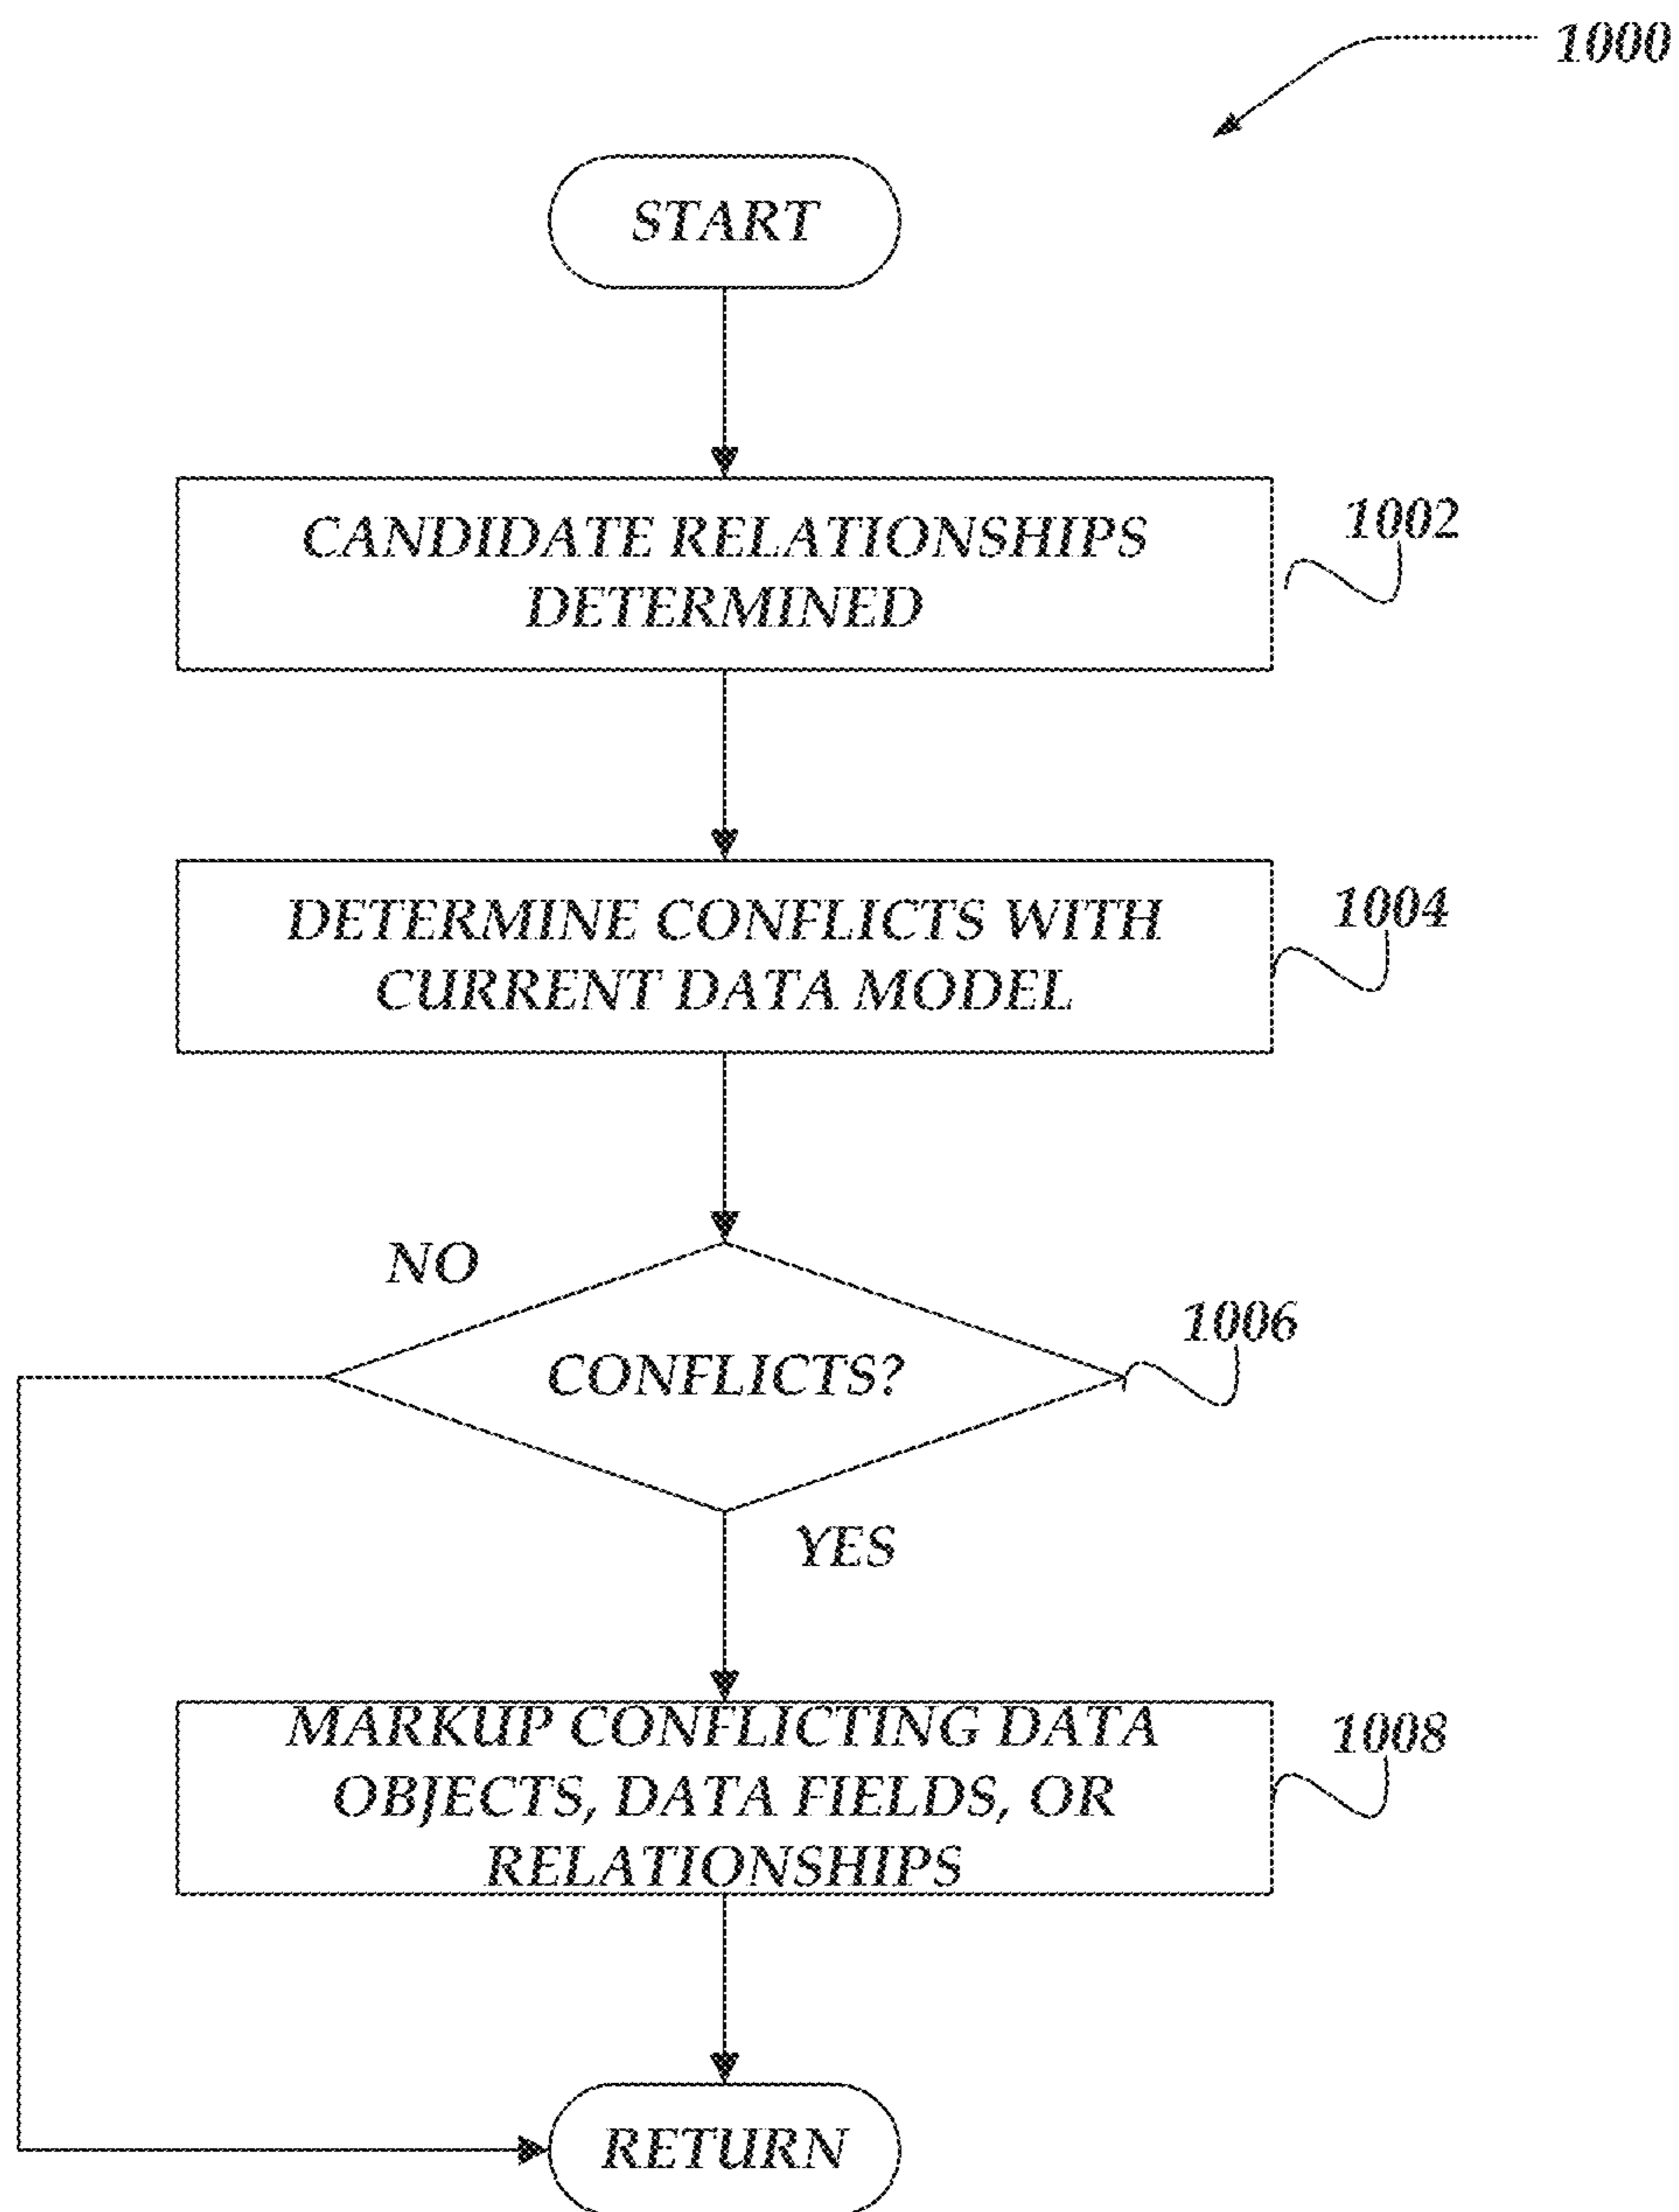 1000
START
CANDIDATE RELATIONSHIPS
DETERMINED
1002
DETERMINE CONFLICTS WITH
CURRENT DATA MODEL
1004
NO
CONFLICTS?
1006
YES
MARKUP CONFLICTING DATA
OBJECTS, DATA FIELDS, OR
RELATIONSHIPS
1008
RETURN